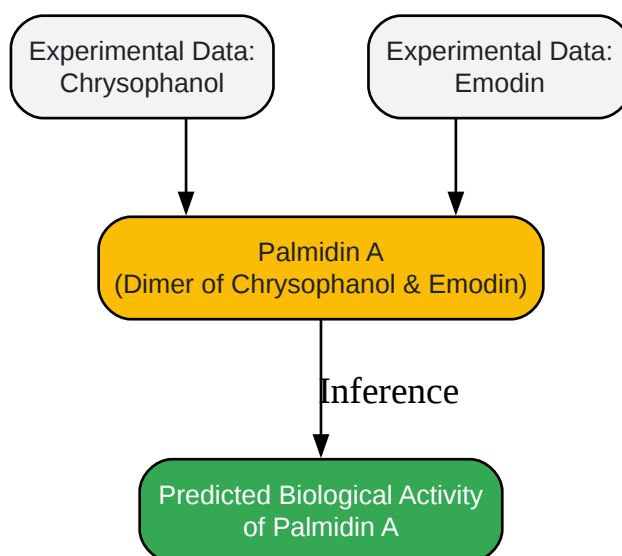 Experimental Data:
Chrysophanol
Experimental Data:
Emodin
Palmidin A
(Dimer of Chrysophanol & Emodin)
Inference
Predicted Biological Activity
of Palmidin A